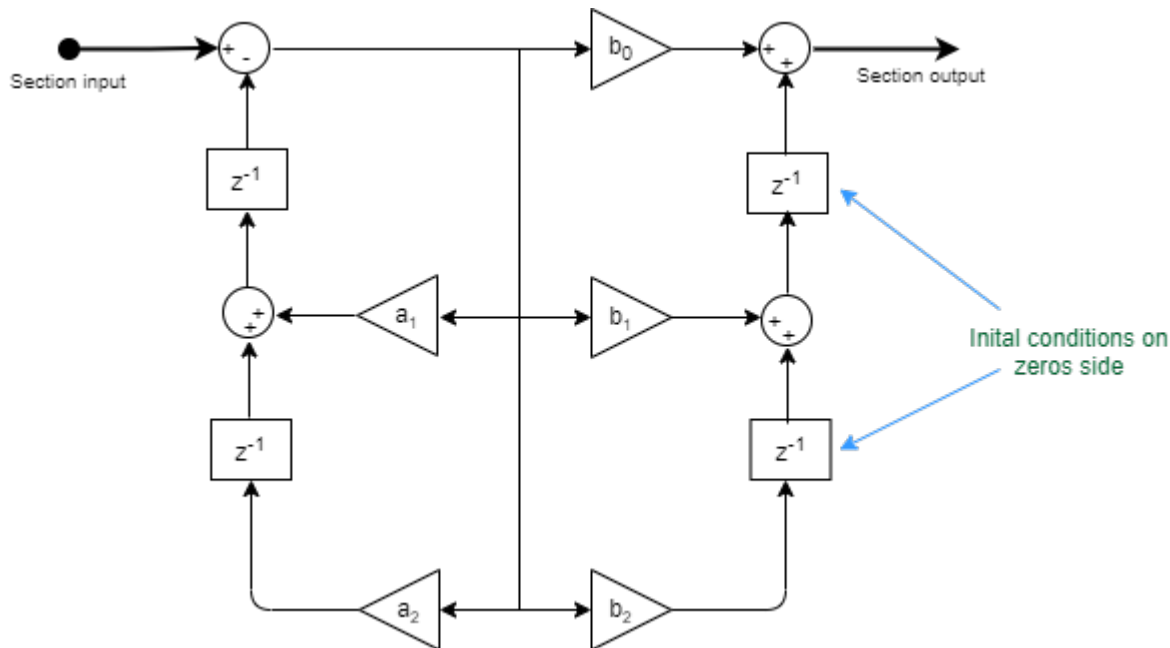 +
-
b0
+
+
Section input
Section output
z-1
z-1
+
+
a1
b1
+
+
Inital conditions on
zeros side
z-1
z-1
a2
b2